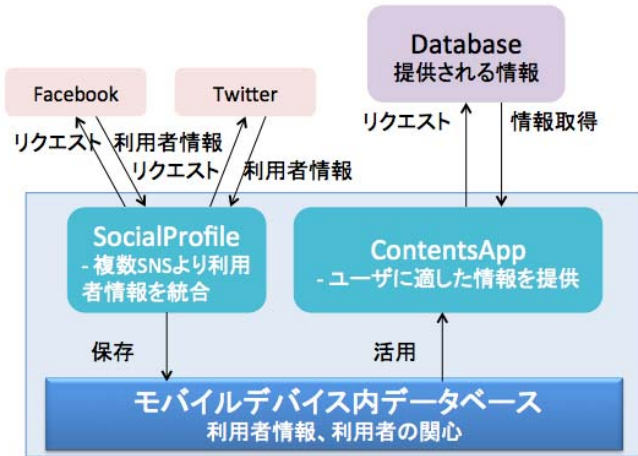 Database
提供される情報
Facebook
Twitter
リクエスト
利用者情報
リクエスト
利用者情報
リクエスト
情報取得
SocialProfile
- 複数SNSより利用
者情報を統合
ContentsApp
- ユーザに適した情報を提供
保存
活用
モバイルデバイス内データベース
利用者情報、利用者の関心